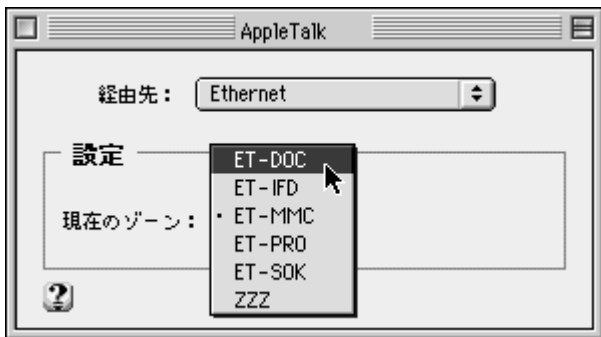 AppleTalk
経由先： Ethernet
設定
ET-DOC
ET-IFD
現在のゾーン： • ET-MMC
ET-PRO
ET-SOK
ZZZ
?